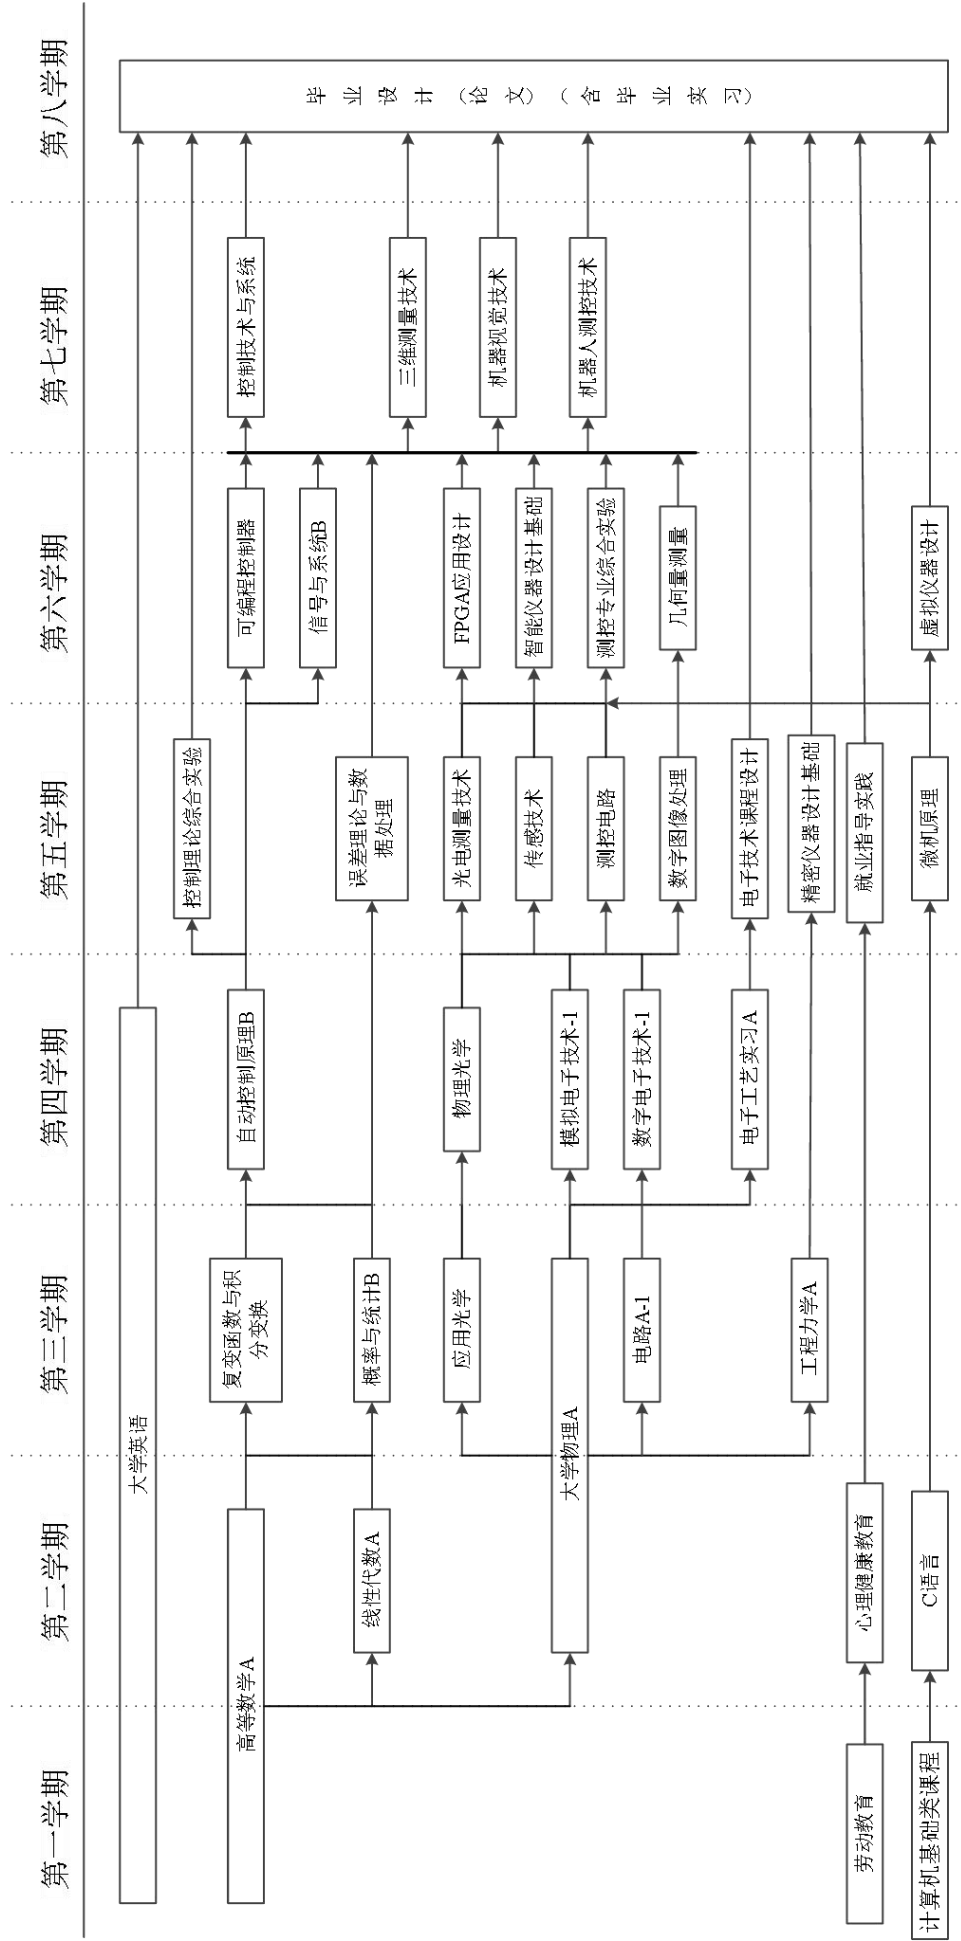 第一学期
第二学期
第三学期
第四学期
第五学期
第六学期
第七学期
第八学期
大学英语
控制理论综合实验
高等数学A
复变函数与积
分变换
自动控制原理B
可编程控制器
控制技术与系统
信号与系统B
线性代数A
概率与统计B
误差理论与数
据处理
三维测量技术
应用光学
物理光学
光电测量技术
FPGA应用设计
机器视觉技术
传感技术
智能仪器设计基础
大学物理A
模拟电子技术-1
测控电路
测控专业综合实验
机器人测控技术
电路A-1
数字电子技术-1
数字图像处理
几何量测量
电子工艺实习A
电子技术课程设计
工程力学A
精密仪器设计基础
劳动教育
心理健康教育
就业指导实践
计算机基础类课程
C语言
微机原理
虚拟仪器设计
毕业设计（论文）（含毕业实习）